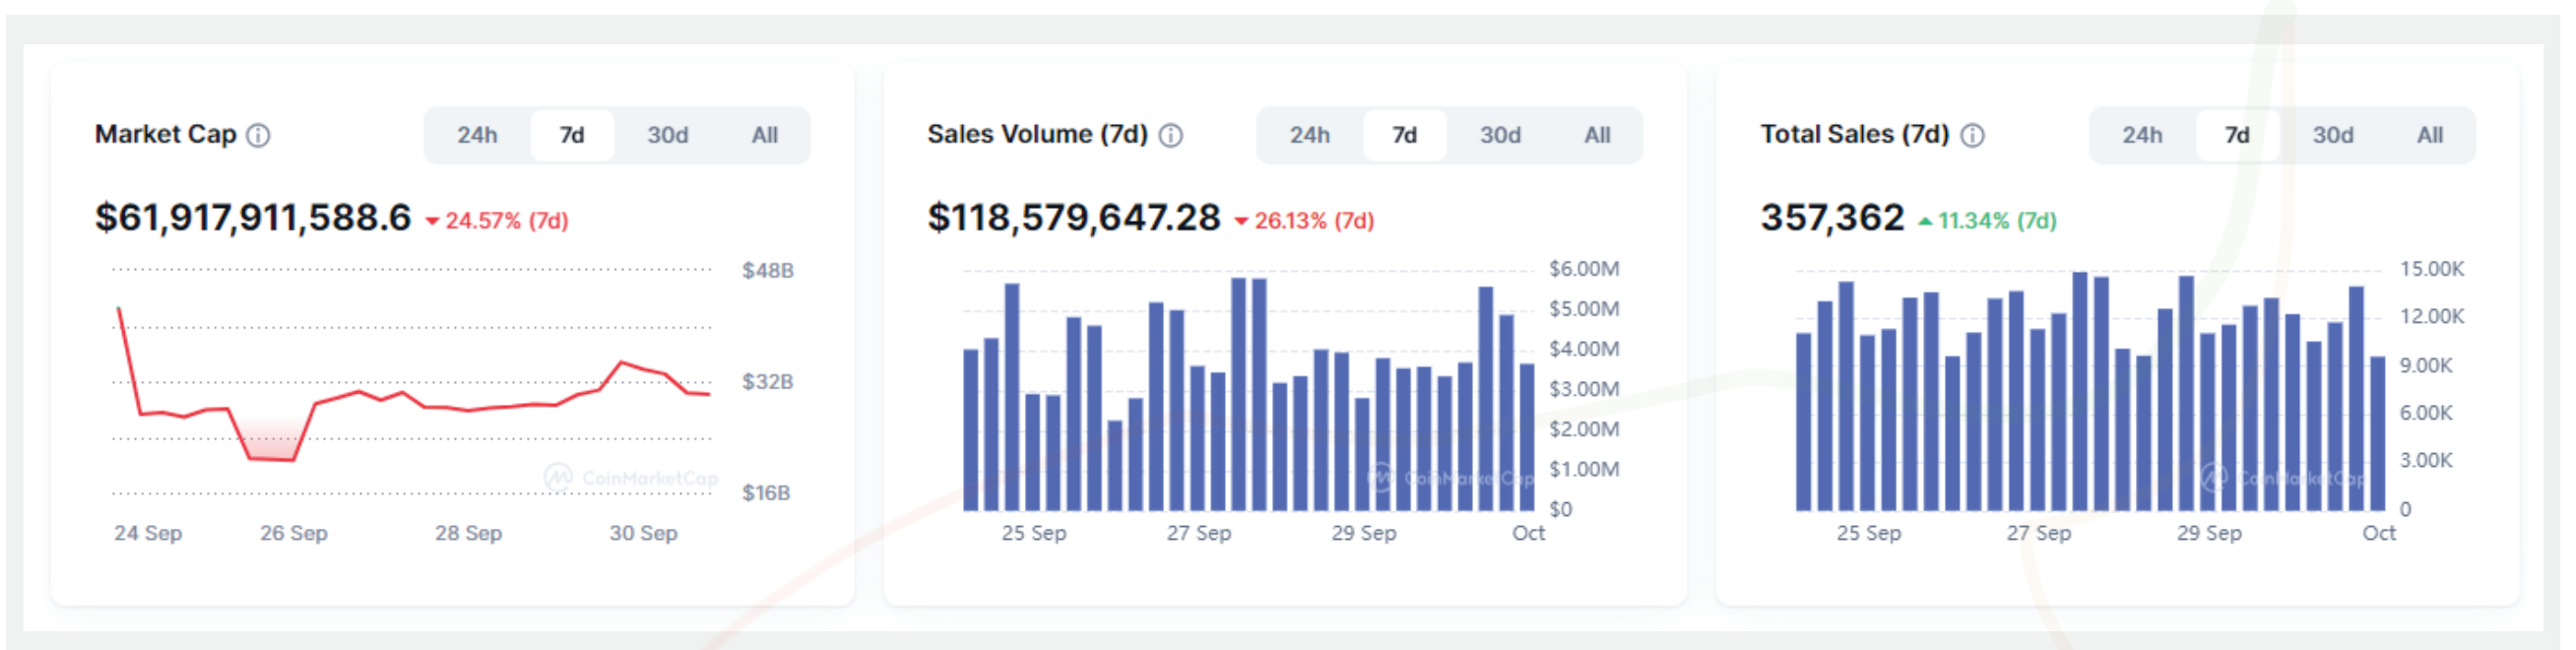 Market Cap
24h 7d 30d All
$61,917,911,588.6 24.57% (7d)
$48B
$32B
$16B
CoinMarketCap
24 Sep 26 Sep 28 Sep 30 Sep
Sales Volume (7d)
24h 7d 30d All
$118,579,647.28 26.13% (7d)
$6.00M
$5.00M
$4.00M
$3.00M
$2.00M
$1.00M
$0
CoinMarketCap
25 Sep 27 Sep 29 Sep Oct
Total Sales (7d)
24h 7d 30d All
357,362 11.34% (7d)
15.00K
12.00K
9.00K
6.00K
3.00K
0
CoinMarketCap
25 Sep 27 Sep 29 Sep Oct